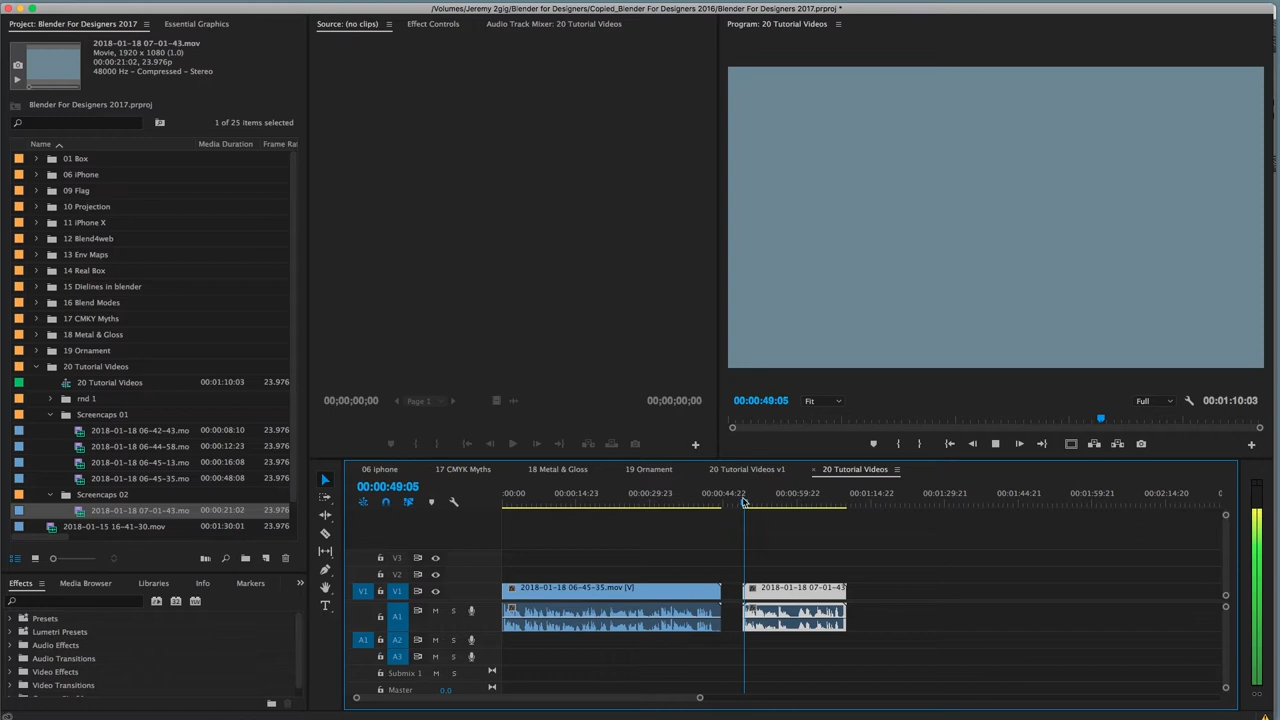 /Volumes/Jeremy 2gig/Blender for Designers/Copied_Blender For Designers 2016/Blender For Designers 2017.prproj *
Project: Blender For Designers 2017
Essential Graphics
Source: (no clips)
Effect Controls
Audio Track Mixer: 20 Tutorial Videos
Program: 20 Tutorial Videos
2018-01-18 07-01-43.mov
Movie, 1920 x 1080 (1.0)
00:00:21:02, 23.976p
48000 Hz - Compressed - Stereo
Blender For Designers 2017.prproj
1 of 25 Items selected
Name
Media Duration
Frame Ra
01 Box
06 iPhone
09 Flag
10 Projection
11 iPhone X
12 Blend4web
13 Env Maps
14 Real Box
15 Dielines in blender
16 Blend Modes
17 CMKY Myths
18 Metal & Gloss
19 Ornament
20 Tutorial Videos
20 Tutorial Videos 00:01:10:03 23.976
rnd 1
Screencaps 01
2018-01-18 06-42-43.mo 00:00:08:10 23.976
2018-01-18 06-44-58.mo 00:00:12:23 23.976
2018-01-18 06-45-13.mo 00:00:16:08 23.976
2018-01-18 06-45-35.mo 00:00:48:05 23.976
Screencaps 02
2018-01-18 07-01-43.mo 00:00:21:02 23.976
2018-01-15 16-41-30.mov 00:01:30:01 23.976
00;00;00;00
Page 1
00;00;00;00
00:00:49:05
Fit
Full
00:01:10:03
06 iphone
17 CMYK Myths
18 Metal & Gloss
19 Ornament
20 Tutorial Videos v1
20 Tutorial Videos
00:00:49:05
:00:00
00:00:14:23
00:00:29:23
00:00:44:22
00:00:59:22
00:01:14:22
00:01:29:21
00:01:44:21
00:01:59:21
00:02:14:20
V3
V2
V1 V1
2018-01-18 06-45-35.mov [V]
2018-01-18 07-01-43
A1 M S
A1 A2 M S
A3 M S
Submix 1 M S
Master 0.0
Effects
Media Browser
Libraries
Info
Markers
Presets
Lumetri Presets
Audio Effects
Audio Transitions
Video Effects
Video Transitions